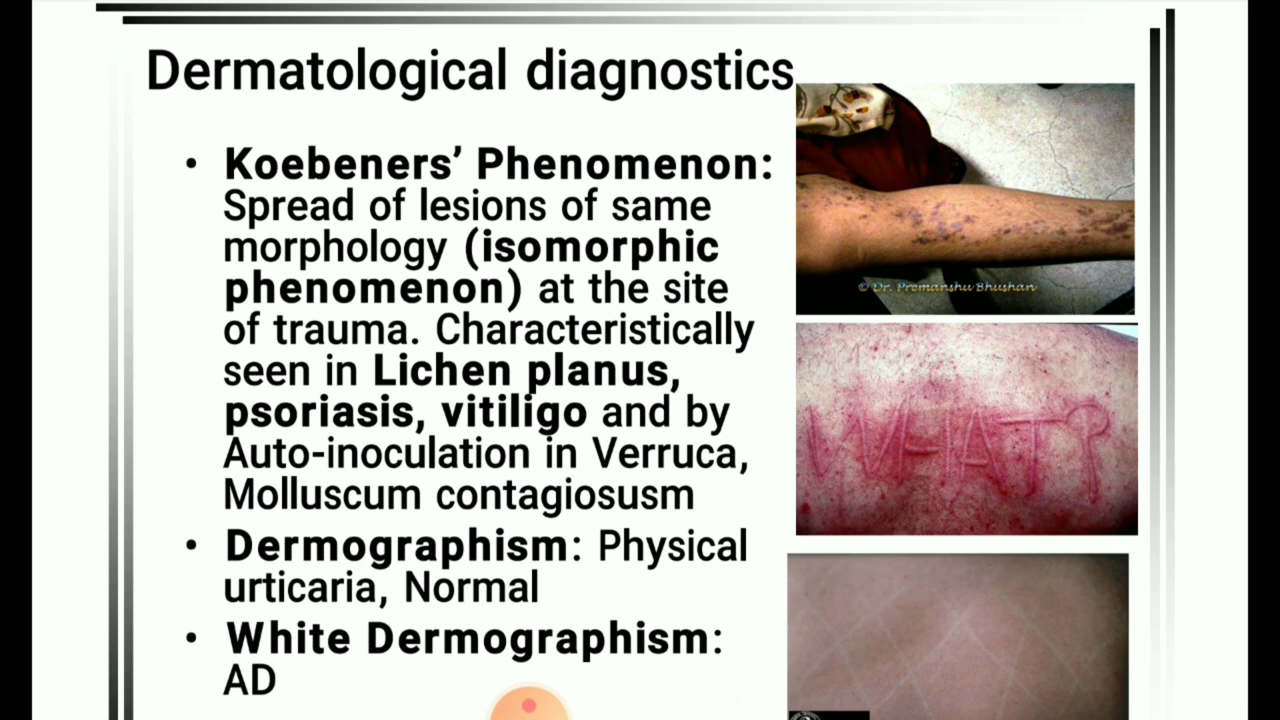 Dermatological diagnostics
• Koebeners’ Phenomenon:
Spread of lesions of same
morphology (isomorphic
phenomenon) at the site
of trauma. Characteristically
seen in Lichen planus,
psoriasis, vitiligo and by
Auto-inoculation in Verruca,
Molluscum contagiosusm
• Dermographism: Physical
urticaria, Normal
• White Dermographism:
AD
© Dr. Premanshu Bhushan
WHAT?